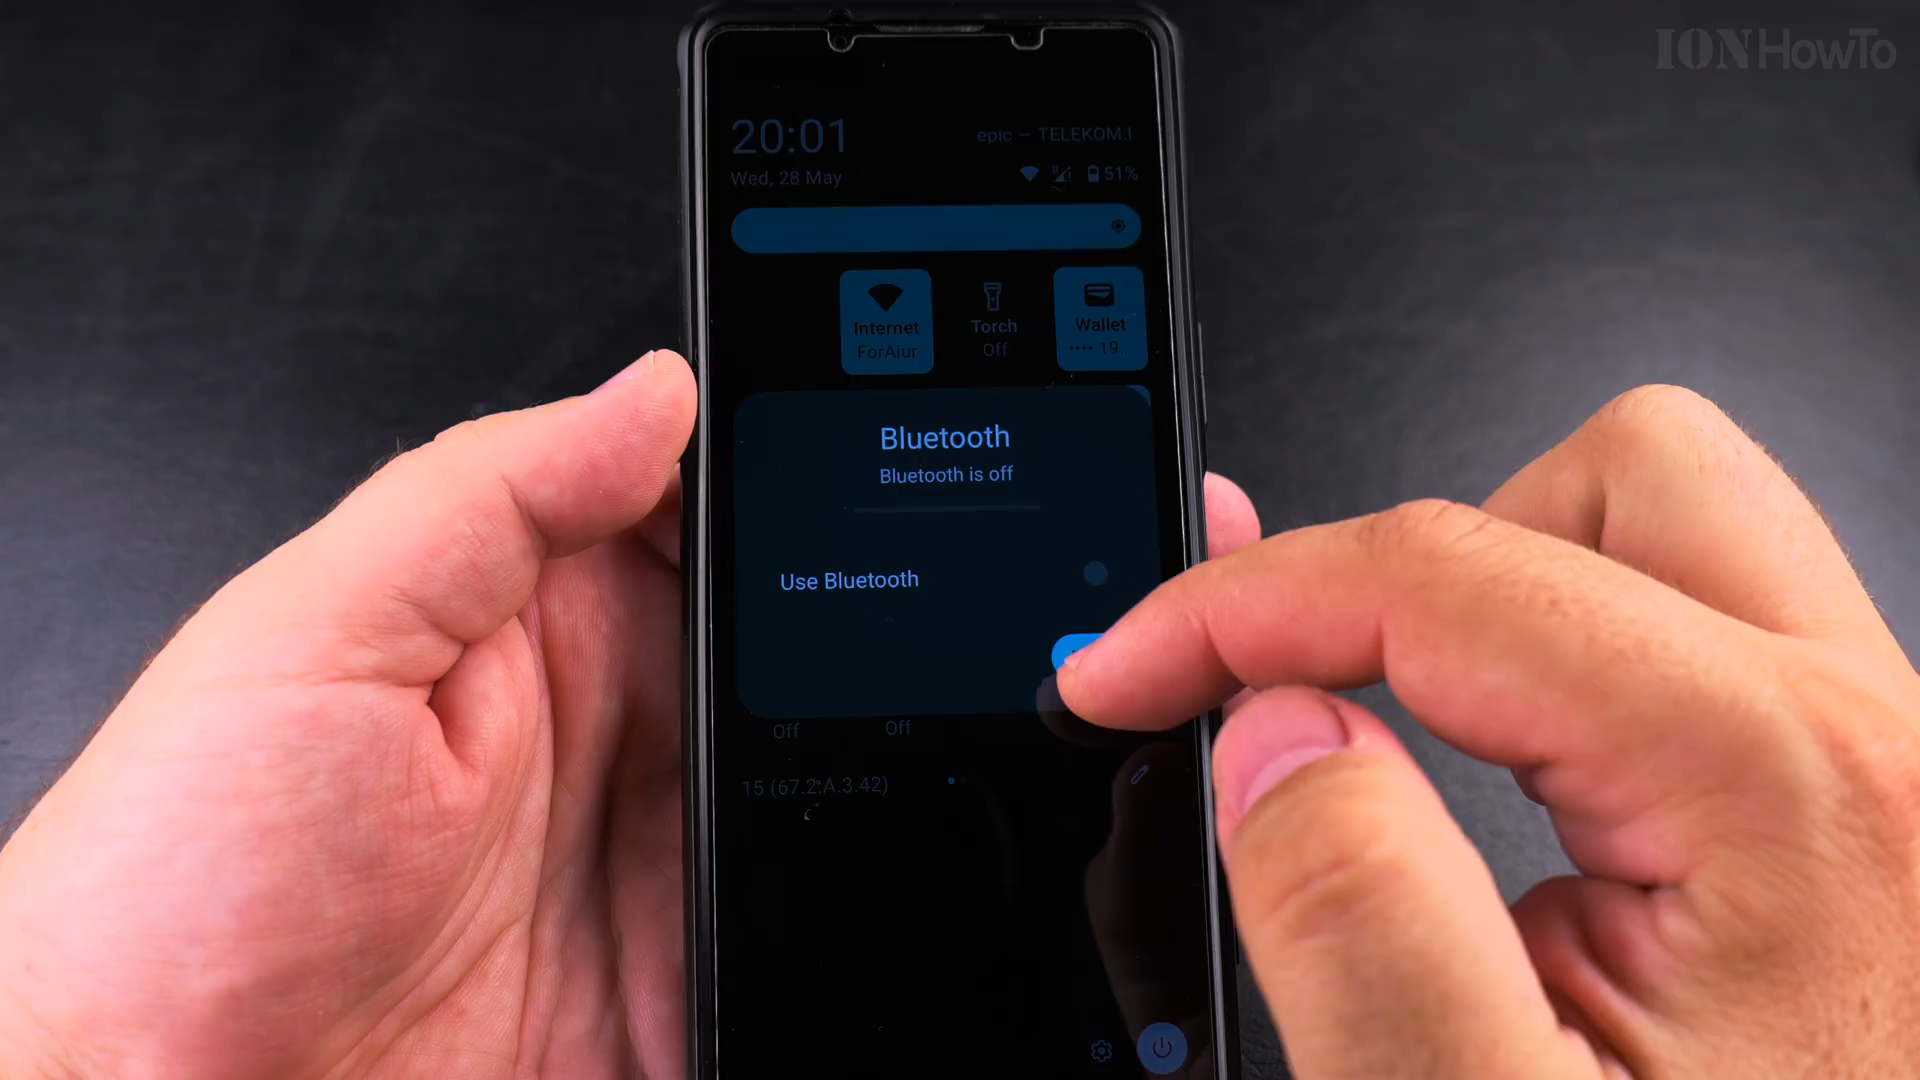 IONHowTo
20:01
epic — TELEKOM.I
Wed, 28 May
51%
Internet
ForAiur
Torch
Off
Wallet
···· 19..
Bluetooth
Bluetooth is off
Use Bluetooth
Off
Off
15 (67.2.A.3.42)